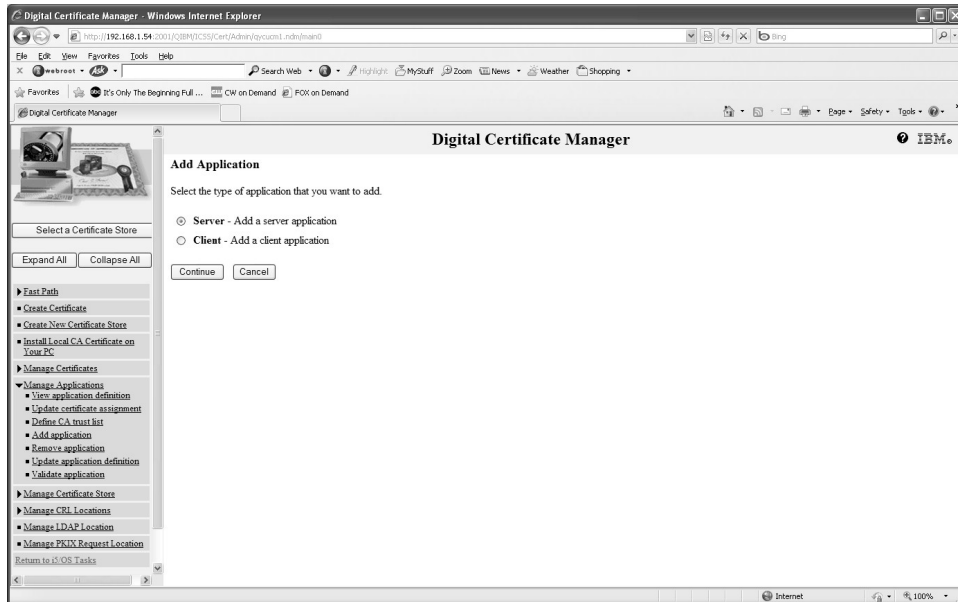 Digital Certificate Manager - Windows Internet Explorer
http://192.168.1.54:2001/QIBM/ICSS/Cert/Admin/qycucm1.ndm/main0
Bing
File Edit View Favorites Tools Help
webroot Ask Search Web Highlight MyStuff Zoom News Weather Shopping
Favorites It's Only The Beginning Full ... CW on Demand FOX on Demand
Digital Certificate Manager
Page Safety Tools
Digital Certificate Manager
IBM
Select a Certificate Store
Expand All Collapse All
Fast Path
Create Certificate
Create New Certificate Store
Install Local CA Certificate on
Your PC
Manage Certificates
Manage Applications
View application definition
Update certificate assignment
Define CA trust list
Add application
Remove application
Update application definition
Validate application
Manage Certificate Store
Manage CRL Locations
Manage LDAP Location
Manage PKIX Request Location
Return to i5/OS Tasks
Add Application
Select the type of application that you want to add.
Server - Add a server application
Client - Add a client application
Continue Cancel
Internet
100%